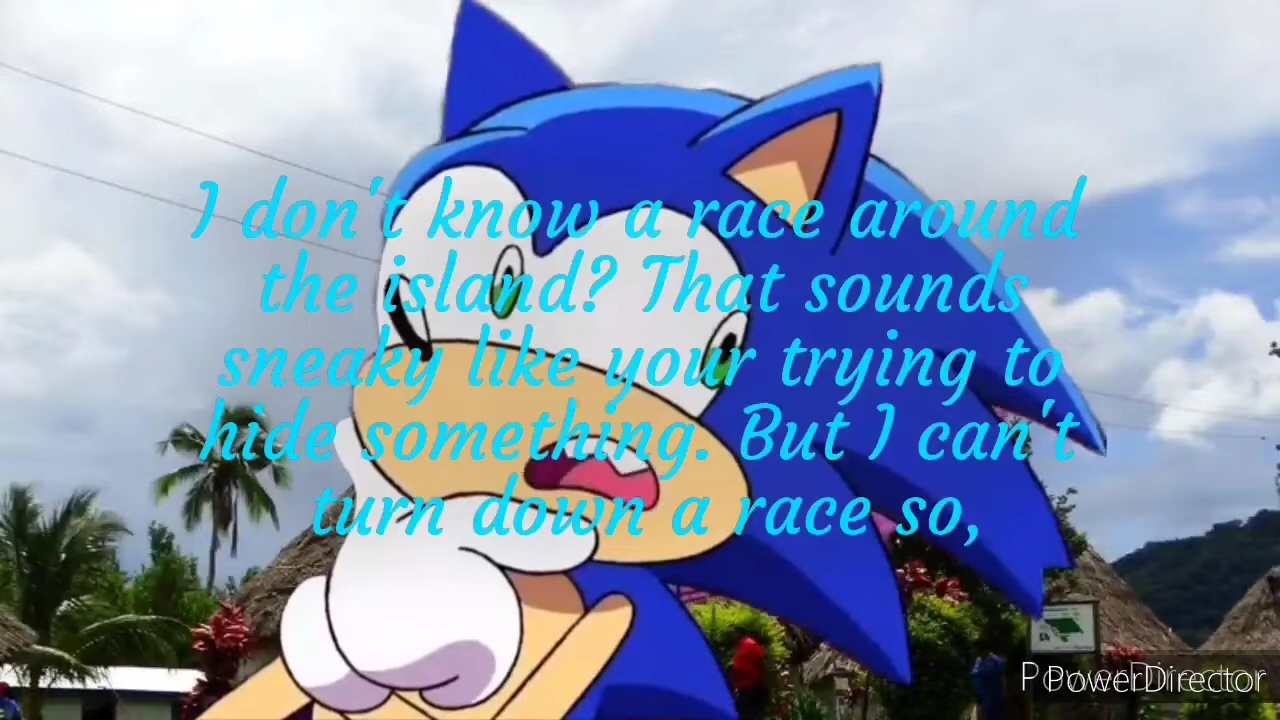 I don't know a race around
the island? That sounds
sneaky like your trying to
hide something. But I can't
turn down a race so,
PowerDirector